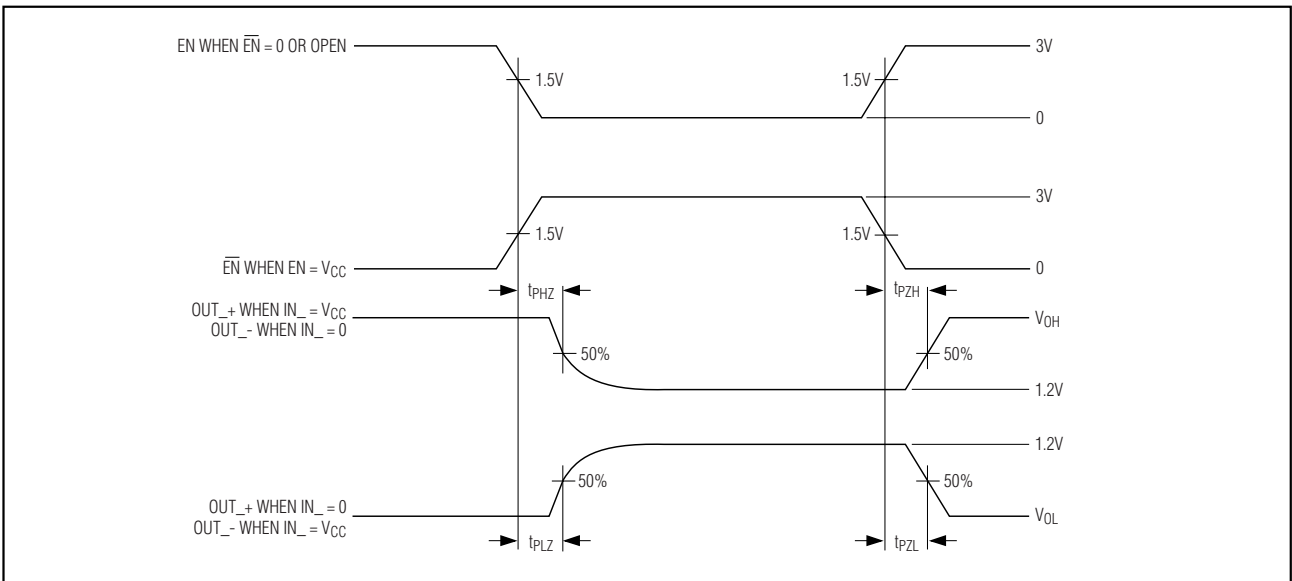 EN WHEN E̅N̅ = 0 OR OPEN
3V
1.5V
1.5V
0
3V
1.5V
1.5V
E̅N̅ WHEN EN = VCC
0
tPHZ
tPZH
OUT_+ WHEN IN_ = VCC
OUT_- WHEN IN_ = 0
VOH
50%
50%
1.2V
1.2V
50%
50%
OUT_+ WHEN IN_ = 0
OUT_- WHEN IN_ = VCC
VOL
tPLZ
tPZL